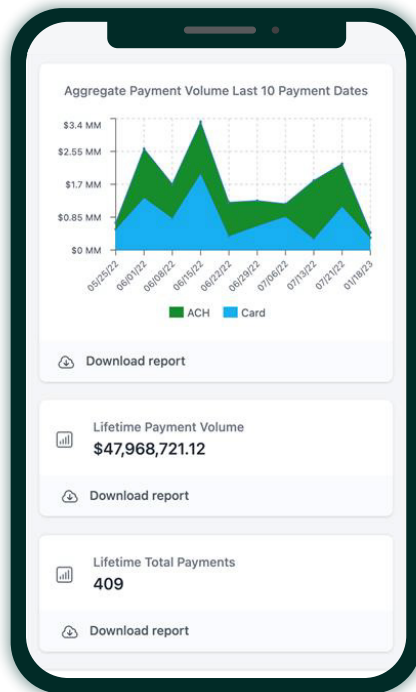 Aggregate Payment Volume Last 10 Payment Dates
$3.4 MM
$2.55 MM
$1.7 MM
$0.85 MM
$0 MM
05/25/22
06/01/22
06/08/22
06/15/22
06/22/22
06/29/22
07/06/22
07/13/22
07/21/22
01/18/23
ACH Card
Download report
Lifetime Payment Volume
$47,968,721.12
Download report
Lifetime Total Payments
409
Download report